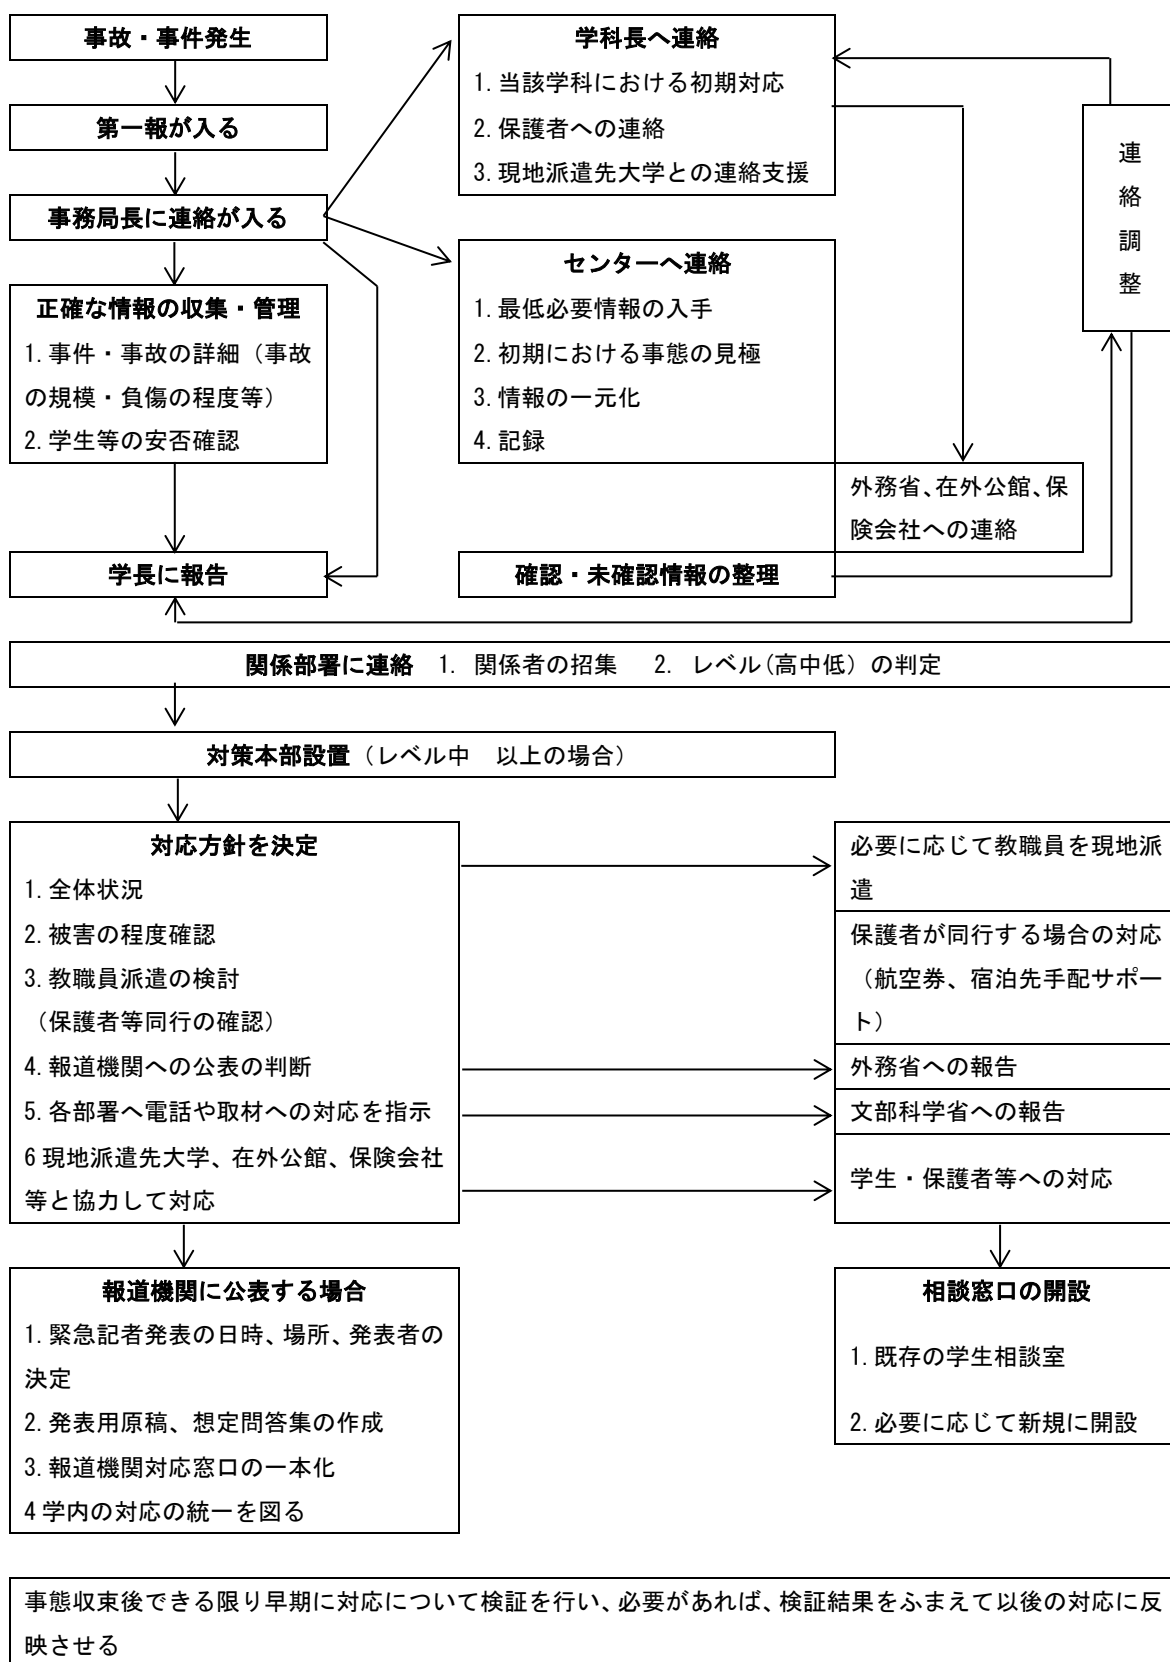 事故・事件発生
第一報が入る
事務局長に連絡が入る
正確な情報の収集・管理
1.事件・事故の詳細（事故
の規模・負傷の程度等）
2.学生等の安否確認
学長に報告
学科長へ連絡
1.当該学科における初期対応
2.保護者への連絡
3.現地派遣先大学との連絡支援
センターへ連絡
1.最低必要情報の入手
2.初期における事態の見極
3.情報の一元化
4.記録
外務省、在外公館、保
険会社への連絡
確認・未確認情報の整理
連
絡
調
整
関係部署に連絡　1. 関係者の招集　2. レベル(高中低）の判定
対策本部設置（レベル中　以上の場合）
対応方針を決定
1.全体状況
2.被害の程度確認
3.教職員派遣の検討
（保護者等同行の確認）
4.報道機関への公表の判断
5.各部署へ電話や取材への対応を指示
6 現地派遣先大学、在外公館、保険会社
等と協力して対応
必要に応じて教職員を現地派
遣
保護者が同行する場合の対応
（航空券、宿泊先手配サポー
ト）
外務省への報告
文部科学省への報告
学生・保護者等への対応
報道機関に公表する場合
1.緊急記者発表の日時、場所、発表者の
決定
2.発表用原稿、想定問答集の作成
3.報道機関対応窓口の一本化
4 学内の対応の統一を図る
相談窓口の開設
1.既存の学生相談室
2.必要に応じて新規に開設
事態収束後できる限り早期に対応について検証を行い、必要があれば、検証結果をふまえて以後の対応に反
映させる